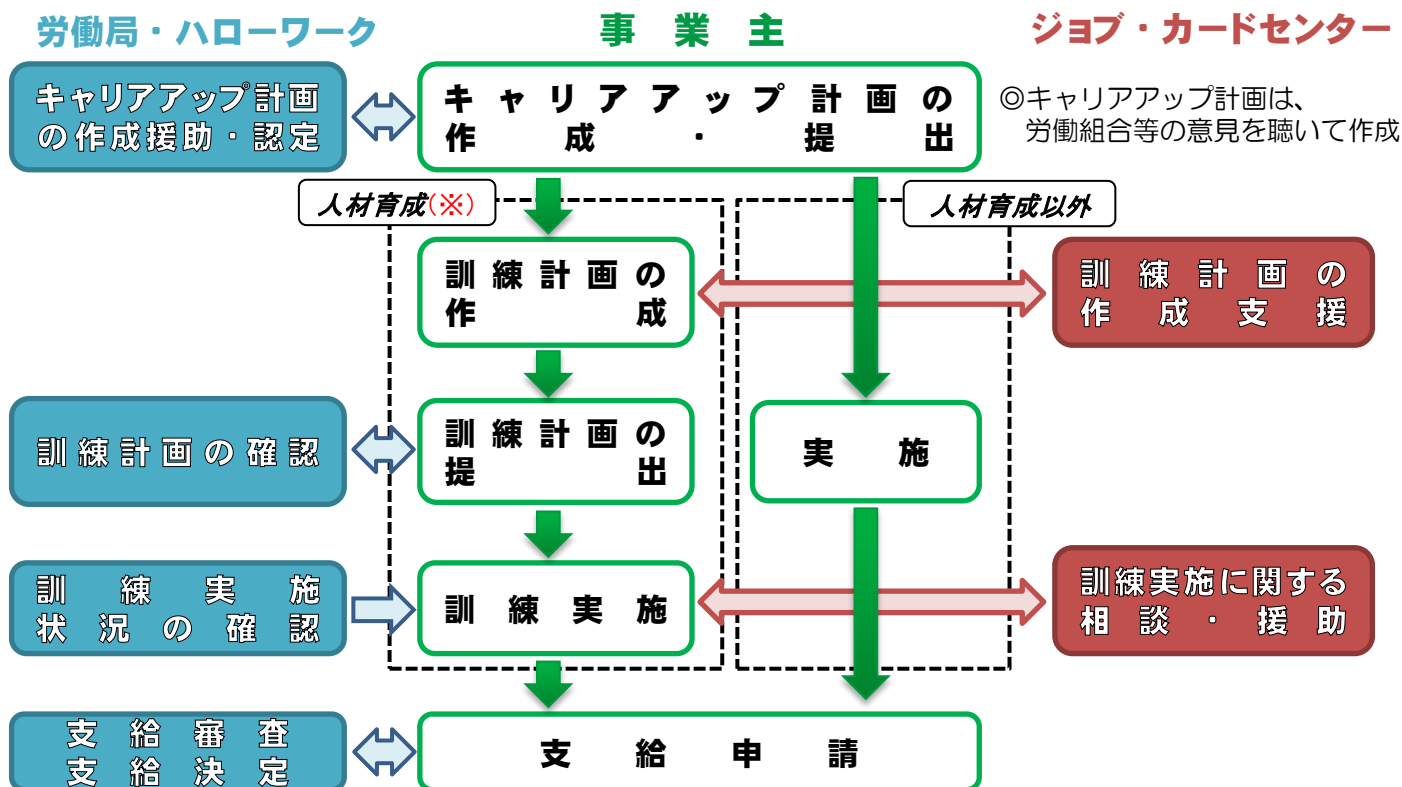 労働局・ハローワーク
事業主
ジョブ・カードセンター
キャリアアップ計画
の作成援助・認定
キャリアアップ計画の
作成・提出
◎キャリアアップ計画は、
労働組合等の意見を聴いて作成
人材育成(※)
人材育成以外
訓練計画の
作成
訓練計画の
作成支援
訓練計画の確認
訓練計画の
提出
実施
訓練実施
状況の確認
訓練実施
訓練実施に関する
相談・援助
支給審査
支給決定
支給申請